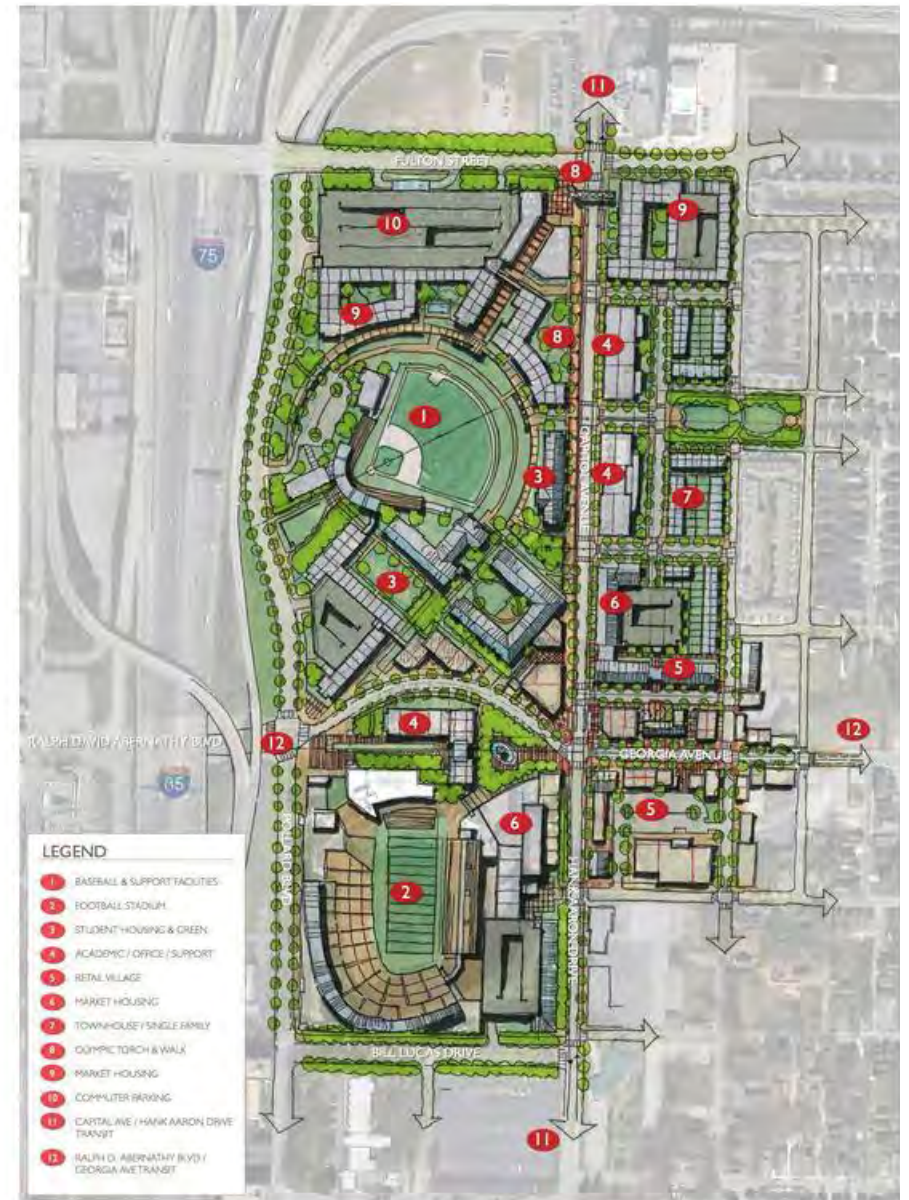 11
FULTON STREET
8
9
10
75
9
8
4
1
CAPITOL AVENUE
3
4
7
3
6
5
4
RALPH DAVID ABERNATHY BLVD
12
GEORGIA AVENUE
12
85
5
6
POLLARD BLVD
2
HANK AARON DRIVE
BILL LUCAS DRIVE
11
LEGEND
1 BASEBALL & SUPPORT FACILITIES
2 FOOTBALL STADIUM
3 STUDENT HOUSING & GREEN
4 ACADEMIC / OFFICE / SUPPORT
5 RETAIL VILLAGE
6 MARKET HOUSING
7 TOWNHOUSE / SINGLE FAMILY
8 OLYMPIC TORCH & WALK
9 MARKET HOUSING
10 COMMUTER PARKING
11 CAPITAL AVE / HANK AARON DRIVE
TRANSIT
12 RALPH D. ABERNATHY BLVD /
GEORGIA AVE TRANSIT